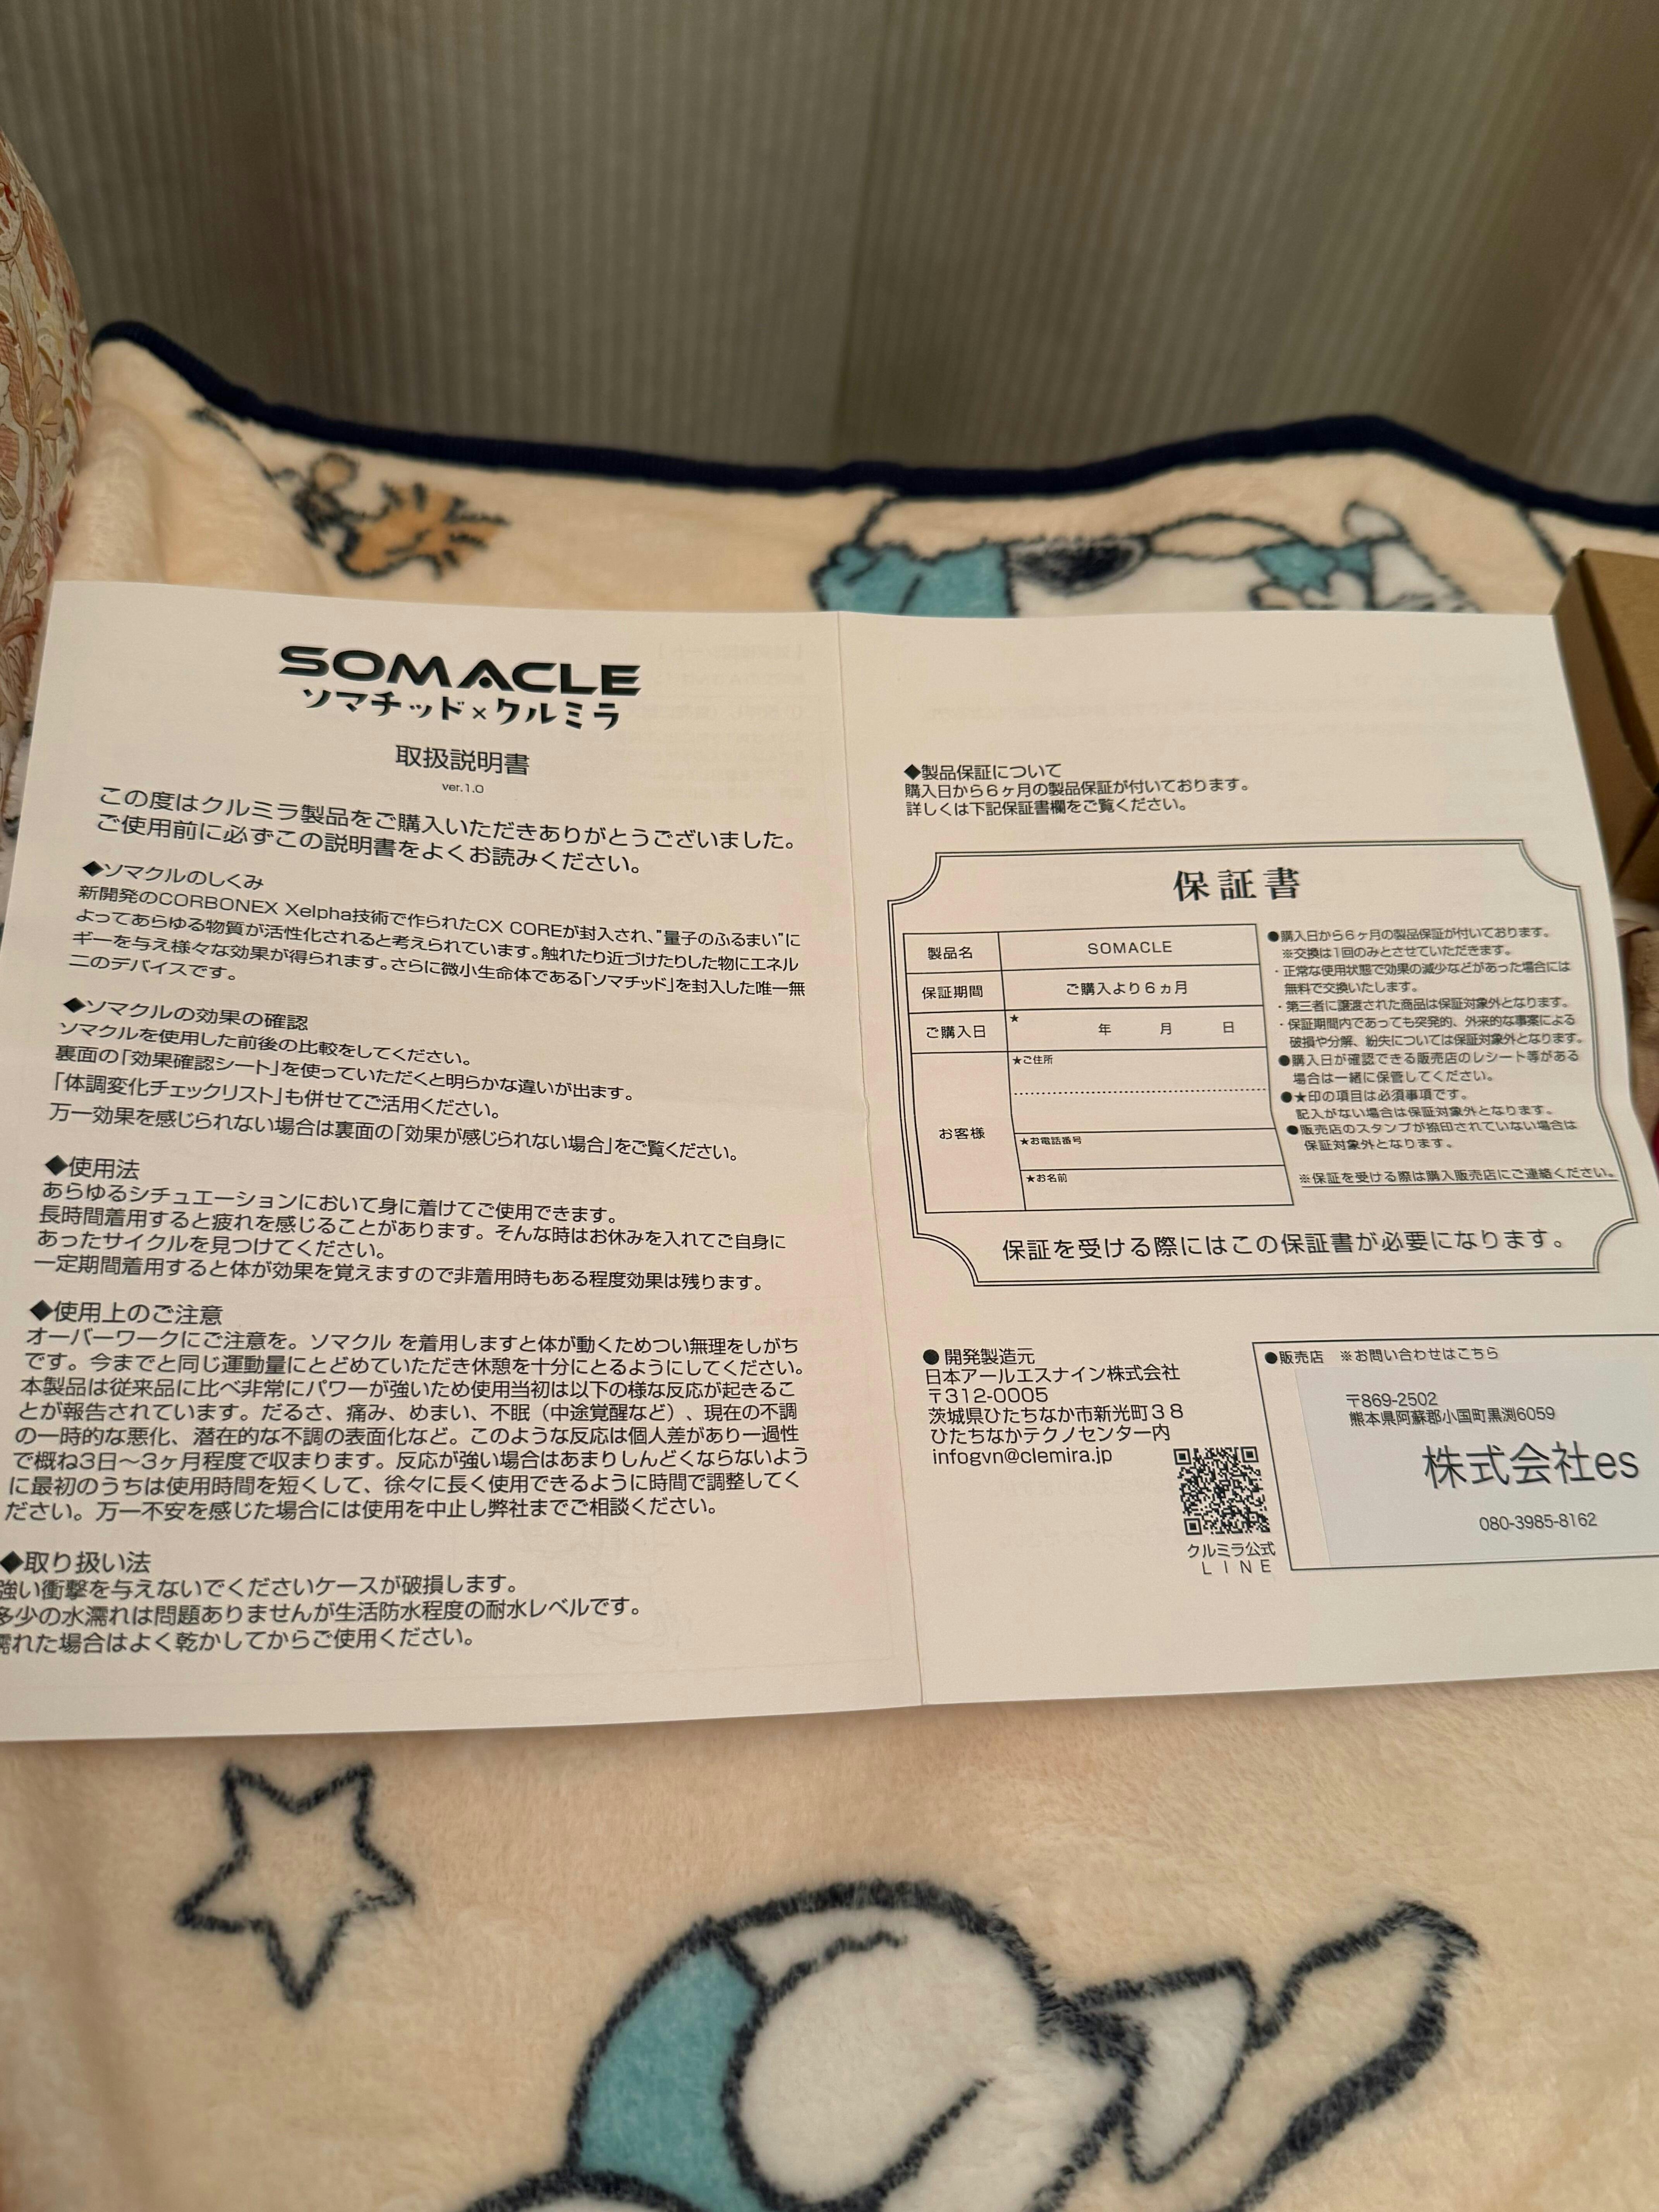 SOMACLE
ソマチッド×クルミラ
取扱説明書
ver.1.0
この度はクルミラ製品をご購入いただきありがとうございました。
ご使用前に必ずこの説明書をよくお読みください。
◆ソマクルのしくみ
新開発のCORBONEX Xelpha技術で作られたCX COREが封入され、"量子のふるまい"に
よってあらゆる物質が活性化されると考えられています。触れたり近づけたりした物にエネル
ギーを与え様々な効果が得られます。さらに微小生命体である「ソマチッド」を封入した唯一無
二のデバイスです。
◆ソマクルの効果の確認
ソマクルを使用した前後の比較をしてください。
裏面の「効果確認シート」を使っていただくと明らかな違いが出ます。
「体調変化チェックリスト」も併せてご活用ください。
万一効果を感じられない場合は裏面の「効果が感じられない場合」をご覧ください。
◆使用法
あらゆるシチュエーションにおいて身に着けてご使用できます。
長時間着用すると疲れを感じることがあります。そんな時はお休みを入れてご自身に
あったサイクルを見つけてください。
一定期間着用すると体が効果を覚えますので非着用時もある程度効果は残ります。
◆使用上のご注意
オーバーワークにご注意を。ソマクル を着用しますと体が動くためつい無理をしがち
です。今までと同じ運動量にとどめていただき休憩を十分にとるようにしてください。
本製品は従来品に比べ非常にパワーが強いため使用当初は以下の様な反応が起きるこ
とが報告されています。だるさ、痛み、めまい、不眠（中途覚醒など）、現在の不調
の一時的な悪化、潜在的な不調の表面化など。このような反応は個人差があり一過性
で概ね3日～3ヶ月程度で収まります。反応が強い場合はあまりしんどくならないよう
に最初のうちは使用時間を短くして、徐々に長く使用できるように時間で調整してく
ださい。万一不安を感じた場合には使用を中止し弊社までご相談ください。
◆取り扱い法
強い衝撃を与えないでくださいケースが破損します。
多少の水濡れは問題ありませんが生活防水程度の耐水レベルです。
濡れた場合はよく乾かしてからご使用ください。
◆製品保証について
購入日から６ヶ月の製品保証が付いております。
詳しくは下記保証書欄をご覧ください。
保証書
製品名 SOMACLE
保証期間 ご購入より６ヵ月
ご購入日 ★ 年 月 日
お客様
★ご住所
★お電話番号
★お名前
●購入日から６ヶ月の製品保証が付いております。
※交換は1回のみとさせていただきます。
・正常な使用状態で効果の減少などがあった場合には
無料で交換いたします。
・第三者に譲渡された商品は保証対象外となります。
・保証期間内であっても突発的、外来的な事案による
破損や分解、紛失については保証対象外となります。
●購入日が確認できる販売店のレシート等がある
場合は一緒に保管してください。
●★印の項目は必須事項です。
記入がない場合は保証対象外となります。
●販売店のスタンプが捺印されていない場合は
保証対象外となります。
※保証を受ける際は購入販売店にご連絡ください。
保証を受ける際にはこの保証書が必要になります。
●開発製造元
日本アールエスナイン株式会社
〒312-0005
茨城県ひたちなか市新光町３８
ひたちなかテクノセンター内
infogvn@clemira.jp
クルミラ公式
ＬＩＮＥ
●販売店 ※お問い合わせはこちら
〒869-2502
熊本県阿蘇郡小国町黒渕6059
株式会社es
080-3985-8162